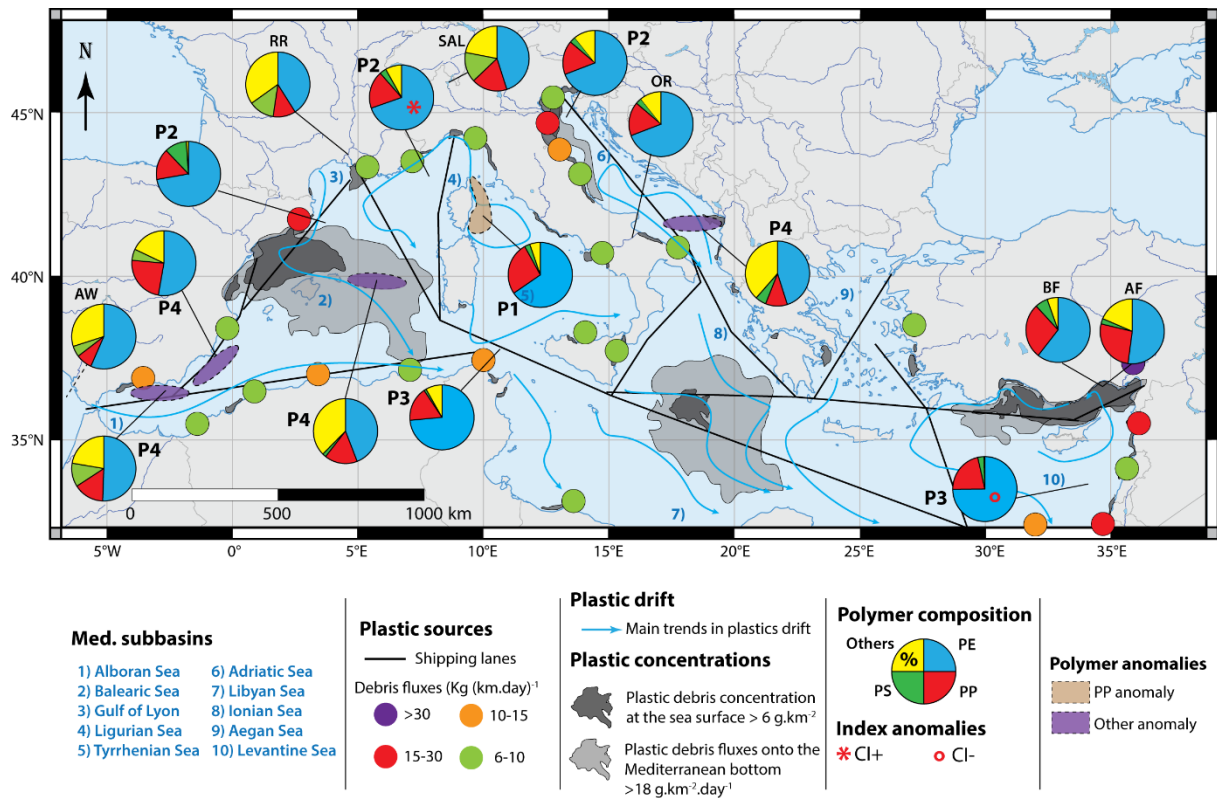 N
RR
SAL
P2
P2
OR
45°N
P2
3)
4)
6)
P4
40°N
AW
P4
2)
P1
5)
9)
BF
AF
8)
P3
P4
1)
P4
35°N
P3
10)
7)
0 500 1000 km
5°W 0° 5°E 10°E 15°E 20°E 25°E 30°E 35°E
Med. subbasins
1) Alboran Sea
2) Balearic Sea
3) Gulf of Lyon
4) Ligurian Sea
5) Tyrrhenian Sea
6) Adriatic Sea
7) Libyan Sea
8) Ionian Sea
9) Aegan Sea
10) Levantine Sea
Plastic sources
Shipping lanes
Debris fluxes (Kg (km.day)⁻¹
>30
10-15
15-30
6-10
Plastic drift
Main trends in plastics drift
Plastic concentrations
Plastic debris concentration
at the sea surface > 6 g.km⁻²
Plastic debris fluxes onto the
Mediterranean bottom
>18 g.km⁻².day⁻¹
Polymer composition
Others
PE
%
PS
PP
Index anomalies
* CI+
CI-
Polymer anomalies
PP anomaly
Other anomaly